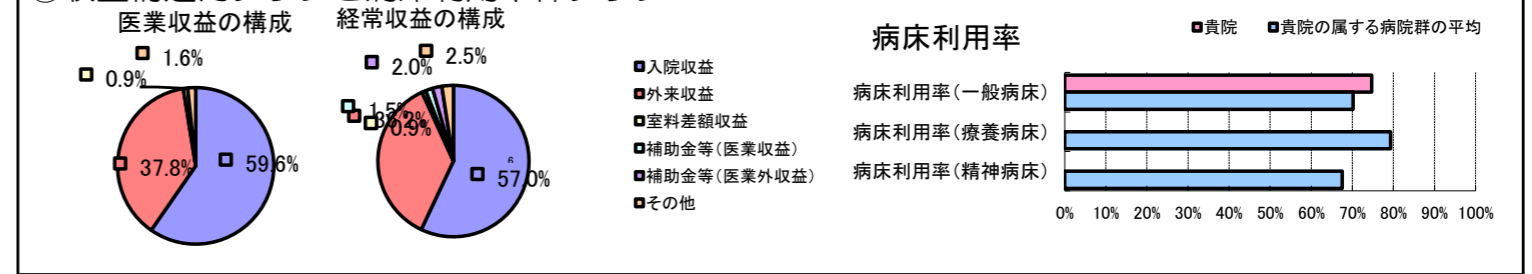 医業収益の構成
1.6%
0.9%
37.8%
59.6%
経常収益の構成
2.0%
2.5%
1.5%
0.9%
57.0%
入院収益
外来収益
室料差額収益
補助金等(医業収益)
補助金等(医業外収益)
その他
病床利用率
貴院
貴院の属する病院群の平均
病床利用率(一般病床)
病床利用率(療養病床)
病床利用率(精神病床)
0% 10% 20% 30% 40% 50% 60% 70% 80% 90% 100%